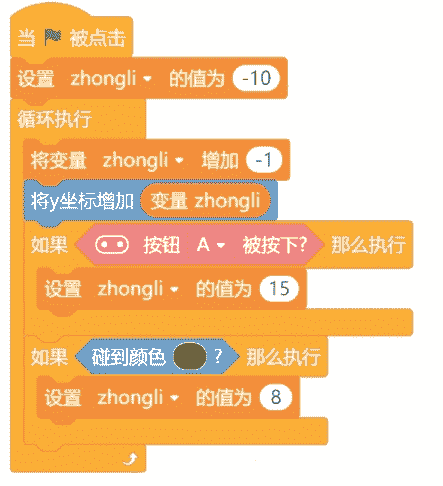 当 被点击
设置 zhongli 的值为 -10
循环执行
将变量 zhongli 增加 -1
将y坐标增加 变量 zhongli
如果 按钮 A 被按下? 那么执行
设置 zhongli 的值为 15
如果 碰到颜色 ? 那么执行
设置 zhongli 的值为 8